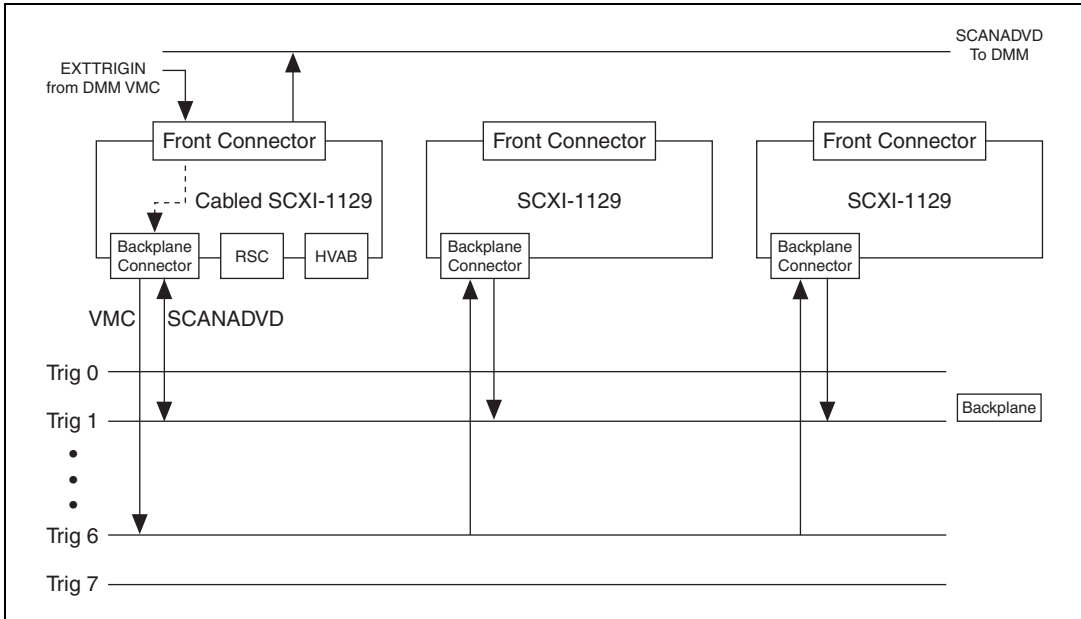 SCANADVD
To DMM
EXTTRIGIN
from DMM VMC
Front Connector
Front Connector
Front Connector
Cabled SCXI-1129
SCXI-1129
SCXI-1129
Backplane
Connector
RSC
HVAB
Backplane
Connector
Backplane
Connector
VMC
SCANADVD
Trig 0
Trig 1
Backplane
Trig 6
Trig 7